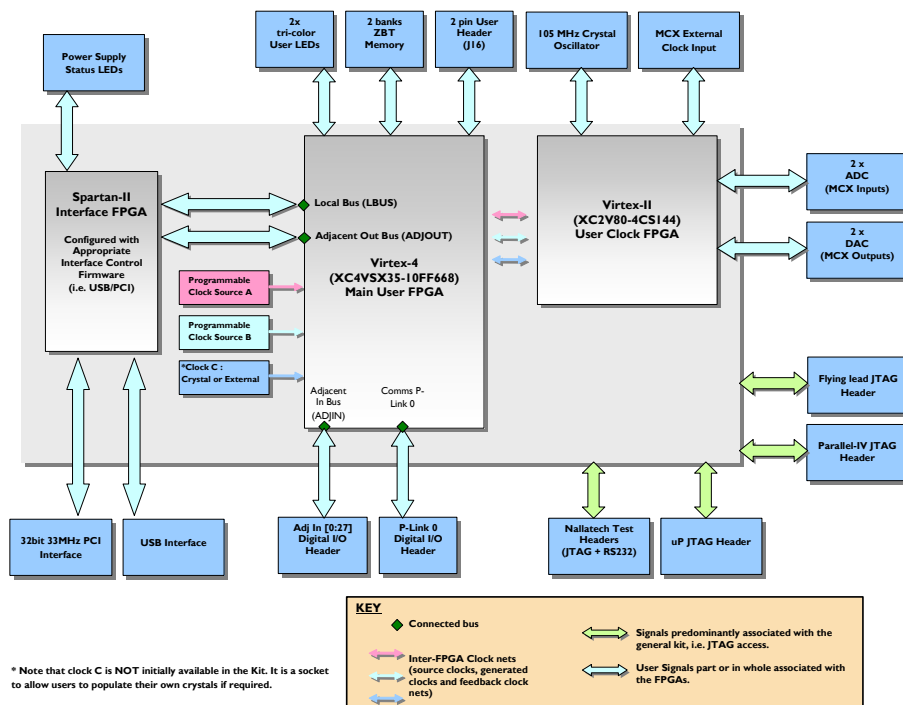 2x
tri-color
User LEDs
2 banks
ZBT
Memory
2 pin User
Header
(J16)
105 MHz Crystal
Oscillator
MCX External
Clock Input
Power Supply
Status LEDs
Spartan-II
Interface FPGA
Configured with
Appropriate
Interface Control
Firmware
(i.e. USB/PCI)
Local Bus (LBUS)
Adjacent Out Bus (ADJOUT)
Virtex-4
(XC4VSX35-10FF668)
Main User FPGA
Virtex-II
(XC2V80-4CS144)
User Clock FPGA
2 x
ADC
(MCX Inputs)
2 x
DAC
(MCX Outputs)
Programmable
Clock Source A
Programmable
Clock Source B
*Clock C :
Crystal or External
Adjacent
In Bus
(ADJIN)
Comms P-
Link 0
Flying lead JTAG
Header
Parallel-IV JTAG
Header
32bit 33MHz PCI
Interface
USB Interface
Adj In [0:27]
Digital I/O
Header
P-Link 0
Digital I/O
Header
Nallatech Test
Headers
(JTAG + RS232)
uP JTAG Header
KEY
Connected bus
Inter-FPGA Clock nets
(source clocks, generated
clocks and feedback clock
nets)
Signals predominantly associated with the
general kit, i.e. JTAG access.
User Signals part or in whole associated with
the FPGAs.
* Note that clock C is NOT initially available in the Kit. It is a socket
to allow users to populate their own crystals if required.